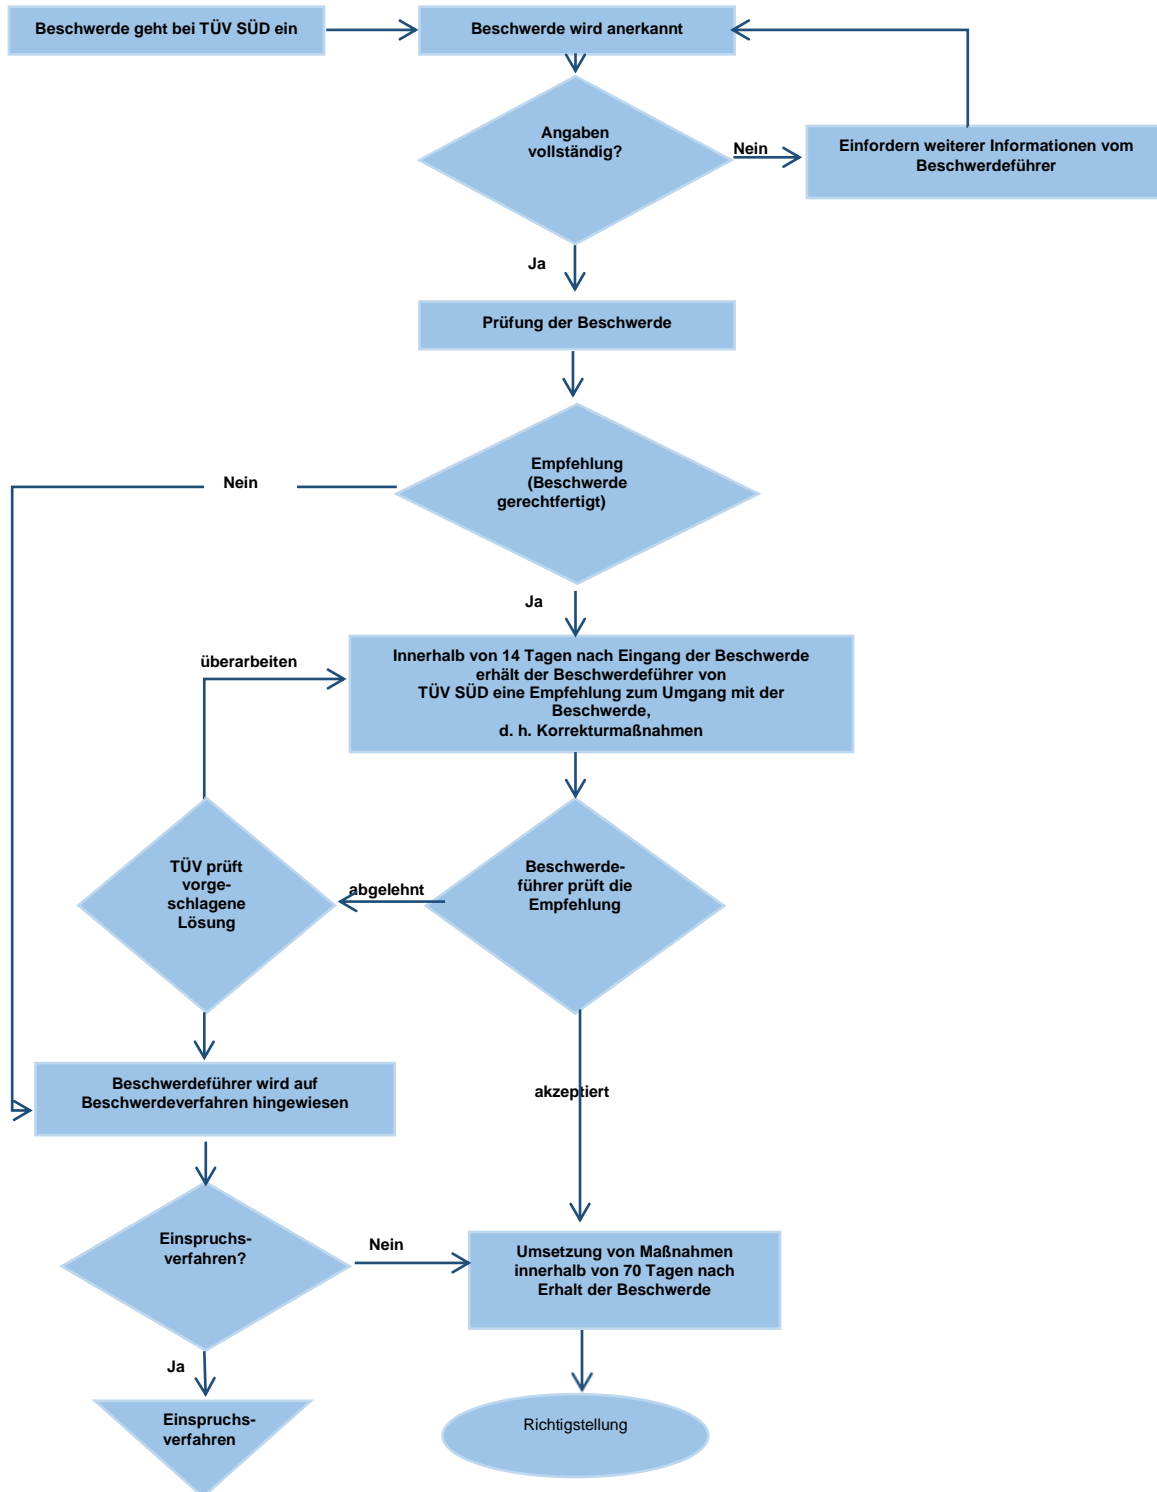 Beschwerde geht bei TÜV SÜD ein
Beschwerde wird anerkannt
Angaben
vollständig?
Nein
Einfordern weiterer Informationen vom
Beschwerdeführer
Ja
Prüfung der Beschwerde
Empfehlung
(Beschwerde
gerechtfertigt)
Nein
Ja
Innerhalb von 14 Tagen nach Eingang der Beschwerde
erhält der Beschwerdeführer von
TÜV SÜD eine Empfehlung zum Umgang mit der
Beschwerde,
d. h. Korrekturmaßnahmen
überarbeiten
TÜV prüft
vorge-
schlagene
Lösung
abgelehnt
Beschwerde-
führer prüft die
Empfehlung
Beschwerdeführer wird auf
Beschwerdeverfahren hingewiesen
akzeptiert
Einspruchs-
verfahren?
Nein
Umsetzung von Maßnahmen
innerhalb von 70 Tagen nach
Erhalt der Beschwerde
Ja
Einspruchs-
verfahren
Richtigstellung